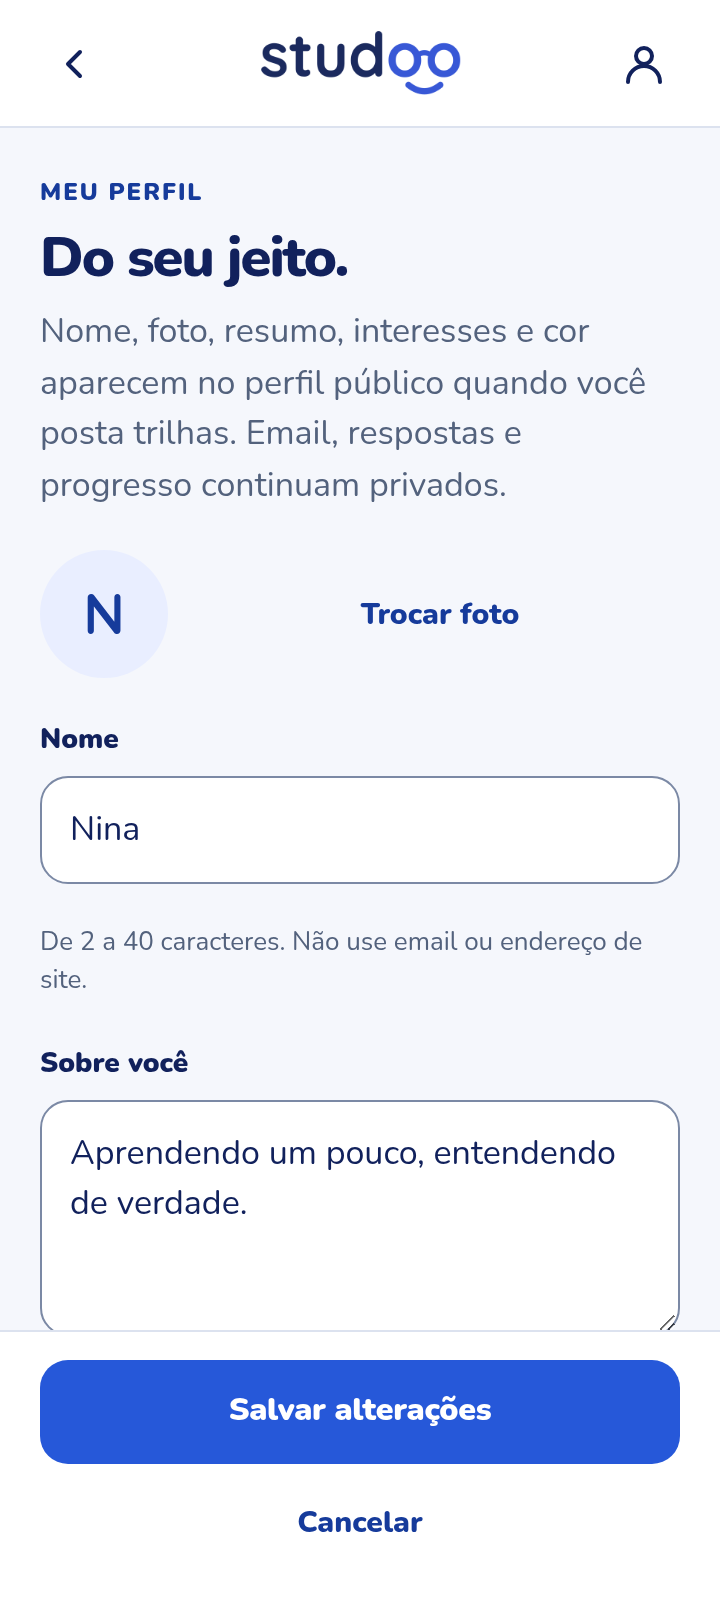 studoo
MEU PERFIL
Do seu jeito.
Nome, foto, resumo, interesses e cor
aparecem no perfil público quando você
posta trilhas. Email, respostas e
progresso continuam privados.
N
Trocar foto
Nome
Nina
De 2 a 40 caracteres. Não use email ou endereço de
site.
Sobre você
Aprendendo um pouco, entendendo
de verdade.
Salvar alterações
Cancelar